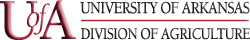 UofA UNIVERSITY OF ARKANSAS
DIVISION OF AGRICULTURE